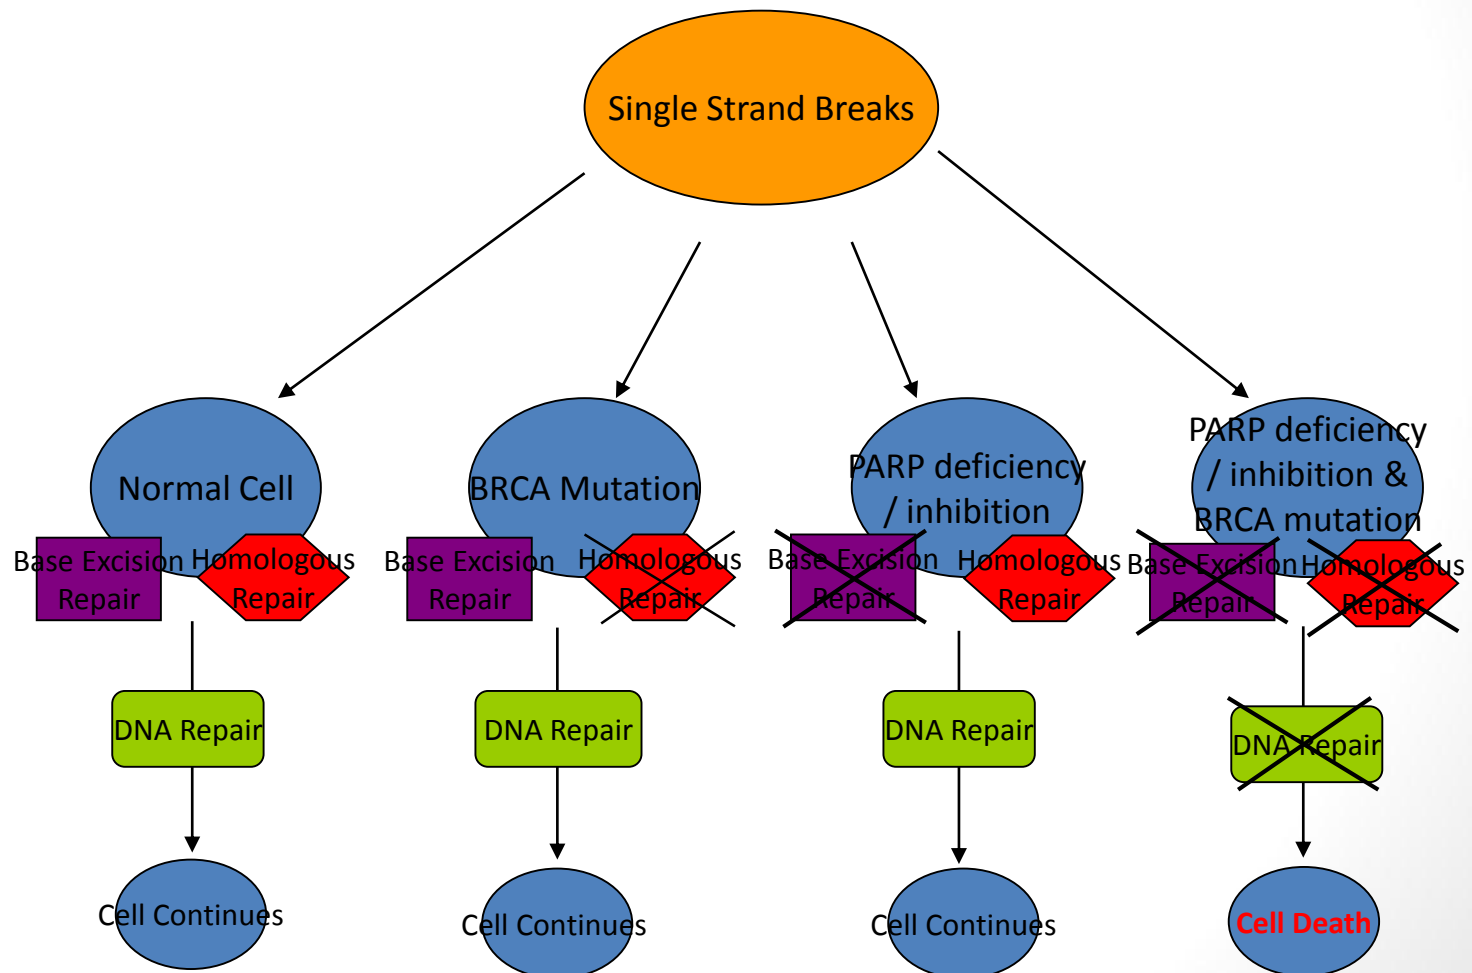 Single Strand Breaks
Normal Cell
Base Excision
Repair
Homologous
Repair
DNA Repair
Cell Continues
BRCA Mutation
Base Excision
Repair
Homologous
Repair
DNA Repair
Cell Continues
PARP deficiency
/ inhibition
Base Excision
Repair
Homologous
Repair
DNA Repair
Cell Continues
PARP deficiency
/ inhibition &
BRCA mutation
Base Excision
Repair
Homologous
Repair
DNA Repair
Cell Death